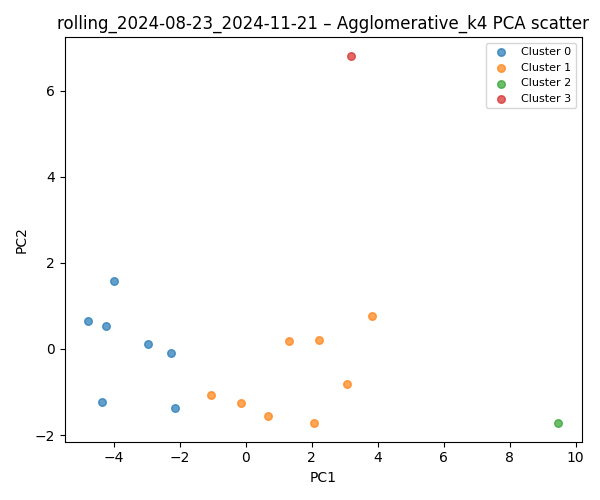 rolling_2024-08-23_2024-11-21 – Agglomerative_k4 PCA scatter
Cluster 0
Cluster 1
Cluster 2
Cluster 3
6
4
2
0
−2
PC2
−4
−2
0
2
4
6
8
10
PC1